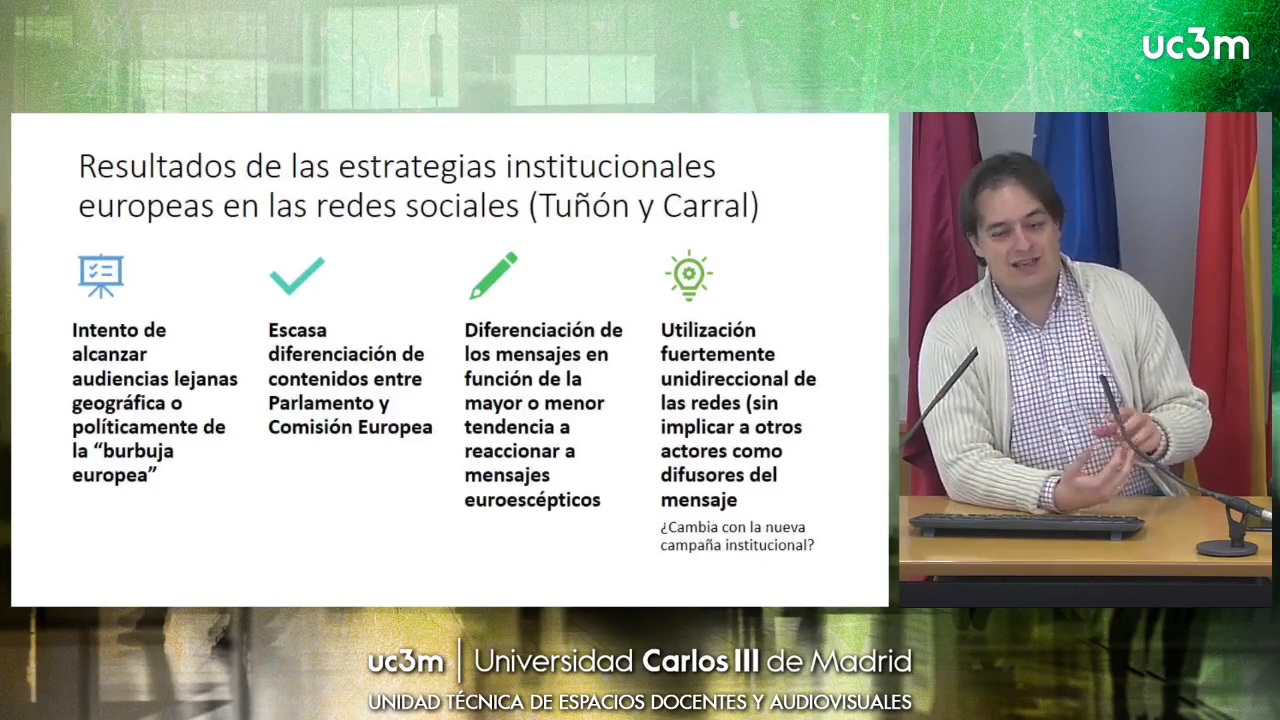 uc3m
Resultados de las estrategias institucionales
europeas en las redes sociales (Tuñón y Carral)
Intento de
alcanzar
audiencias lejanas
geográfica o
políticamente de
la “burbuja
europea”
Escasa
diferenciación de
contenidos entre
Parlamento y
Comisión Europea
Diferenciación de
los mensajes en
función de la
mayor o menor
tendencia a
reaccionar a
mensajes
euroescépticos
Utilización
fuertemente
unidireccional de
las redes (sin
implicar a otros
actores como
difusores del
mensaje
¿Cambia con la nueva
campaña institucional?
uc3m | Universidad Carlos III de Madrid
UNIDAD TÉCNICA DE ESPACIOS DOCENTES Y AUDIOVISUALES